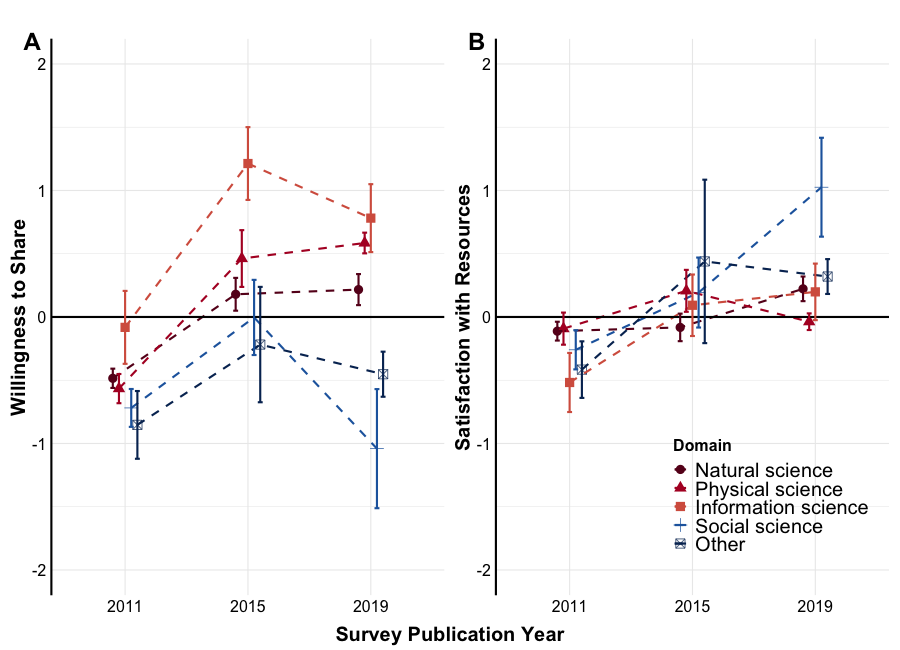 A
B
Willingness to Share
2
1
0
-1
-2
2011
2015
2019
Satisfaction with Resources
2
1
0
-1
-2
2011
2015
2019
Domain
Natural science
Physical science
Information science
Social science
Other
Survey Publication Year